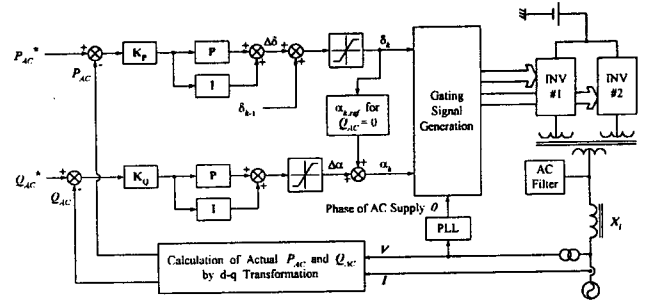 P_AC*
P_AC
K_P
P
I
Δδ
δ_k-1
δ_k
α_k,ref for
Q_AC = 0
Gating
Signal
Generation
INV
#1
INV
#2
AC
Filter
X_l
Q_AC*
Q_AC
K_Q
P
I
Δα
α_k
Phase of AC Supply θ
PLL
V
I
Calculation of Actual P_AC and Q_AC
by d-q Transformation